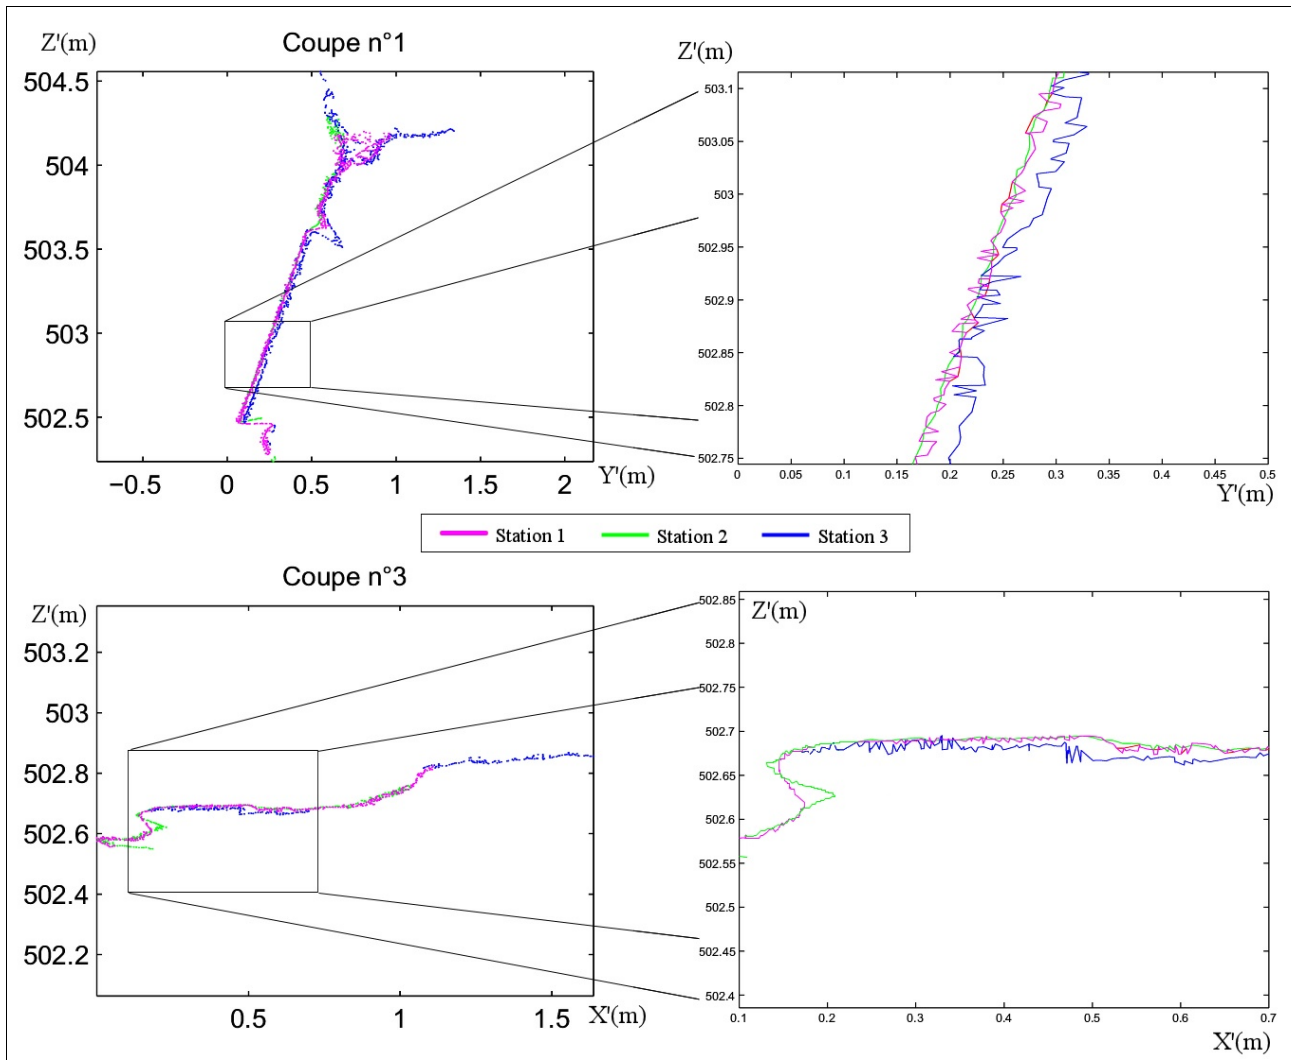 Z'(m) Coupe n°1 Z'(m)
504.5
504
503.5
503
502.5
−0.5 0 0.5 1 1.5 2
Y'(m)
503.1
503.05
503
502.95
502.9
502.85
502.8
502.75
0 0.05 0.1 0.15 0.2 0.25 0.3 0.35 0.4 0.45 0.5
Y'(m)
Station 1 Station 2 Station 3
Coupe n°3
Z'(m)
503.2
503
502.8
502.6
502.4
502.2
0.5 1 1.5
X'(m)
Z'(m)
502.85
502.8
502.75
502.7
502.65
502.6
502.55
502.5
502.45
502.4
0.1 0.2 0.3 0.4 0.5 0.6 0.7
X'(m)